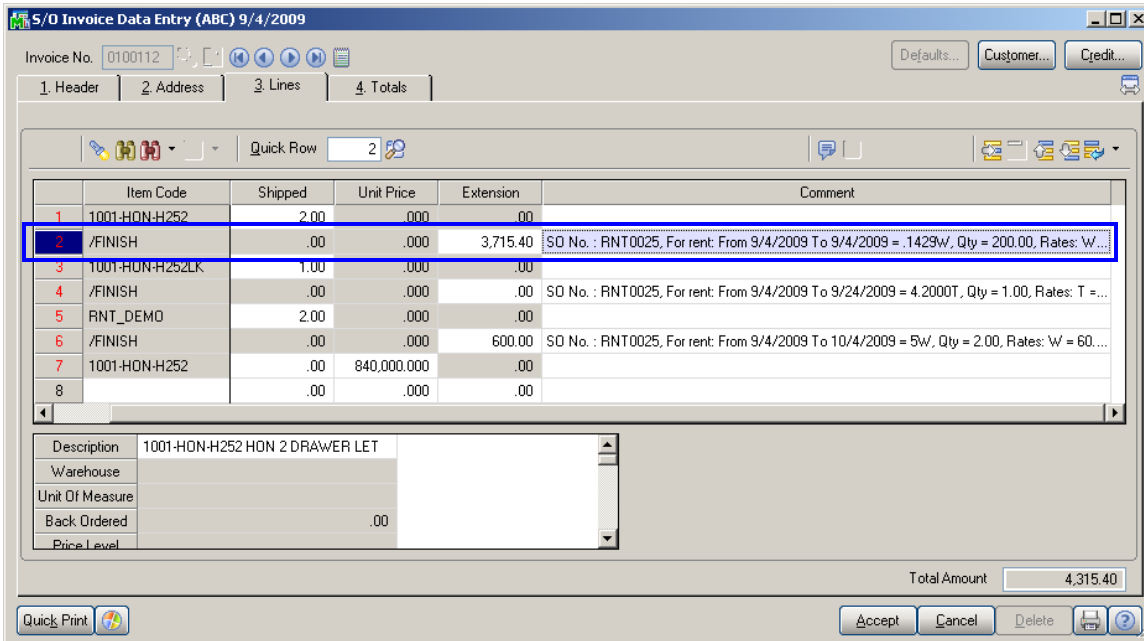 S/O Invoice Data Entry (ABC) 9/4/2009
Invoice No. 0100112 Defaults... Customer... Credit...
1. Header 2. Address 3. Lines 4. Totals
Quick Row 2
Item Code Shipped Unit Price Extension Comment
1 1001-HON-H252 2.00 .000 .00
2 /FINISH .00 .000 3,715.40 SO No. : RNT0025, For rent: From 9/4/2009 To 9/4/2009 = .1429W, Qty = 200.00, Rates: W...
3 1001-HON-H252LK 1.00 .000 .00
4 /FINISH .00 .000 .00 SO No. : RNT0025, For rent: From 9/4/2009 To 9/24/2009 = 4.2000T, Qty = 1.00, Rates: T =...
5 RNT_DEMO 2.00 .000 .00
6 /FINISH .00 .000 600.00 SO No. : RNT0025, For rent: From 9/4/2009 To 10/4/2009 = 5W, Qty = 2.00, Rates: W = 60....
7 1001-HON-H252 .00 840,000.000 .00
8 .00 .000 .00
Description 1001-HON-H252 HON 2 DRAWER LET
Warehouse
Unit Of Measure
Back Ordered .00
Price Level
Total Amount 4,315.40
Quick Print Accept Cancel Delete